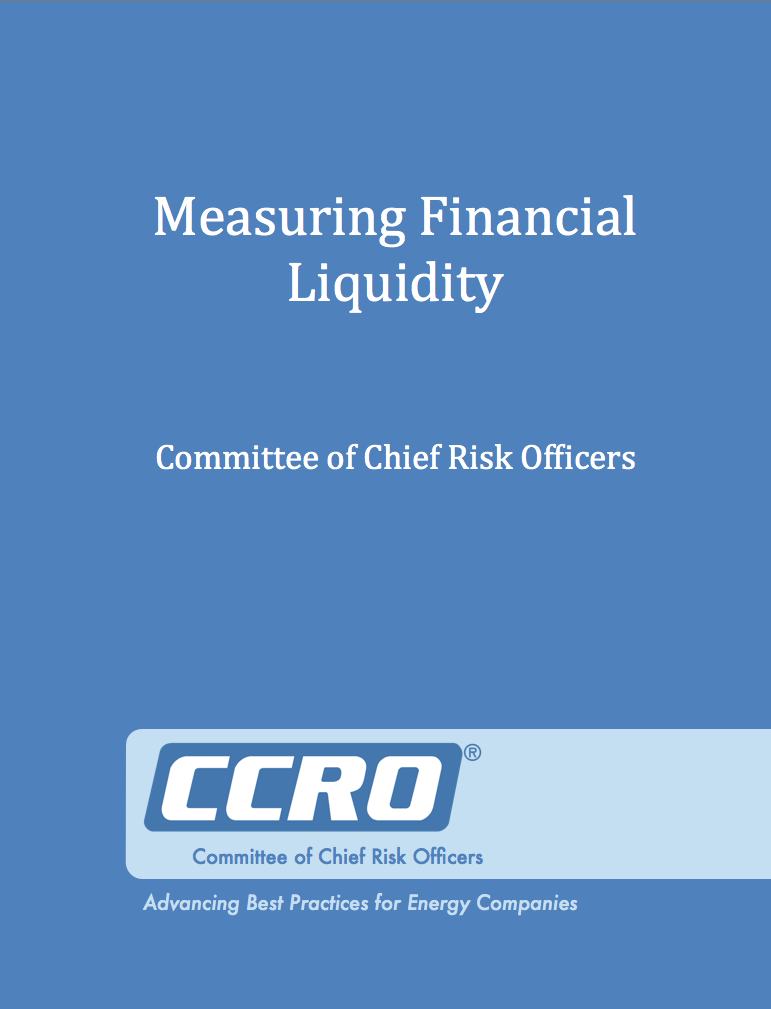 Measuring Financial
Liquidity
Committee of Chief Risk Officers
CCRO®
Committee of Chief Risk Officers
Advancing Best Practices for Energy Companies